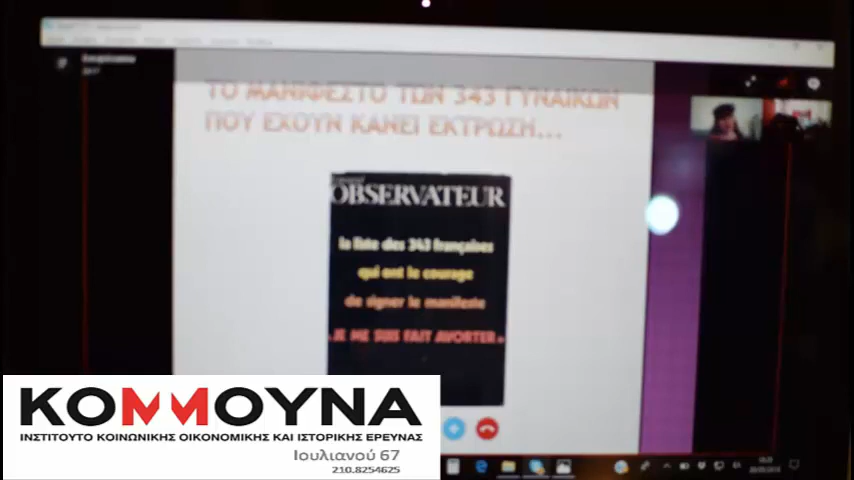 ΤΟ ΜΑΝΙΦΕΣΤΟ ΤΩΝ 343 ΓΥΝΑΙΚΩΝ
ΠΟΥ ΕΧΟΥΝ ΚΑΝΕΙ ΕΚΤΡΩΣΗ...
OBSERVATEUR
la liste des 343 françaises
qui ont le courage
de signer le manifeste
«JE ME SUIS FAIT AVORTER»
ΚΟΜΜΟΥΝΑ
ΙΝΣΤΙΤΟΥΤΟ ΚΟΙΝΩΝΙΚΗΣ ΟΙΚΟΝΟΜΙΚΗΣ ΚΑΙ ΙΣΤΟΡΙΚΗΣ ΕΡΕΥΝΑΣ
Ιουλιανού 67
210.8254625